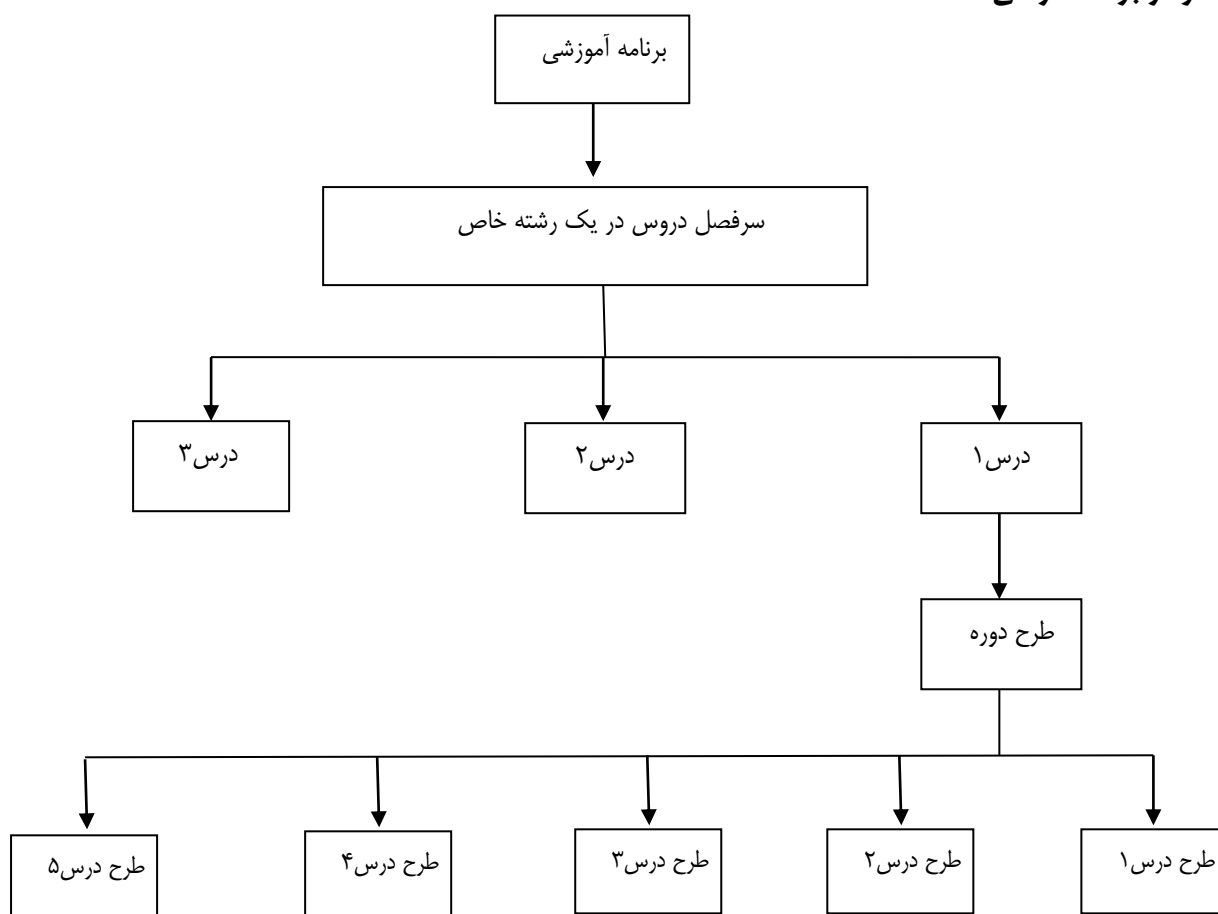 برنامه آموزشی
سرفصل دروس در یک رشته خاص
درس۱
درس۲
درس۳
طرح دوره
طرح درس۱
طرح درس۲
طرح درس۳
طرح درس۴
طرح درس۵